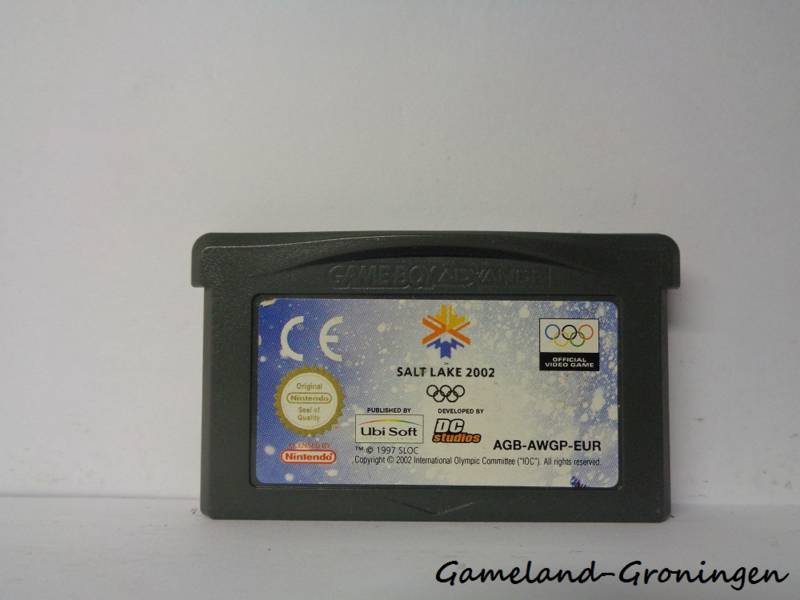 GAME BOY ADVANCE
CE
SALT LAKE 2002
OFFICIAL
VIDEO GAME
Original
Nintendo
Seal of
Quality
PUBLISHED BY
DEVELOPED BY
Ubi Soft
DC
studios
AGB-AWGP-EUR
LICENSED BY
Nintendo
™ © 1997 SLOC
Copyright © 2002 International Olympic Committee ("IOC"). All rights reserved.
Gameland-Groningen